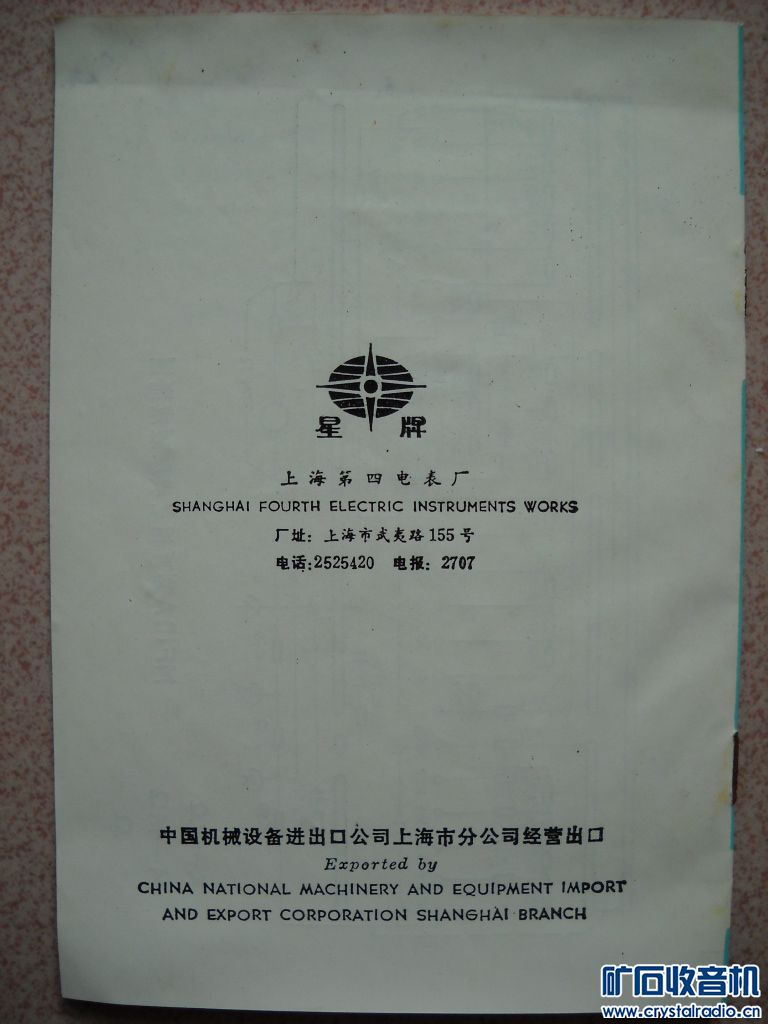 星牌
上海第四电表厂
SHANGHAI FOURTH ELECTRIC INSTRUMENTS WORKS
厂址：上海市武夷路155号
电话:2525420 电报：2707
中国机械设备进出口公司上海市分公司经营出口
Exported by
CHINA NATIONAL MACHINERY AND EQUIPMENT IMPORT
AND EXPORT CORPORATION SHANGHAI BRANCH
矿石收音机
www.crystalradio.cn